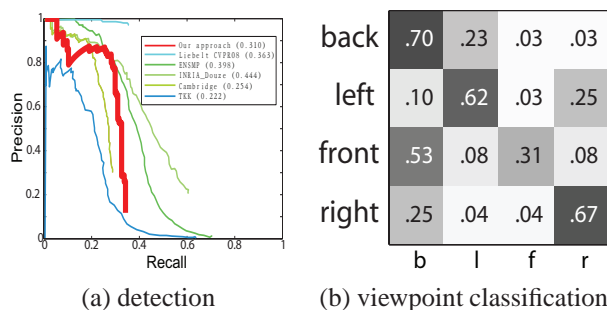 1
0.8
0.6
0.4
0.2
0
0
0.2
0.4
0.6
0.8
1
Precision
Recall
Our approach (0.310)
Liebelt CVPR08 (0.363)
ENSMP (0.398)
INRIA_Douze (0.444)
Cambridge (0.254)
TKK (0.222)
(a) detection
back .70 .23 .03 .03
left .10 .62 .03 .25
front .53 .08 .31 .08
right .25 .04 .04 .67
b l f r
(b) viewpoint classification